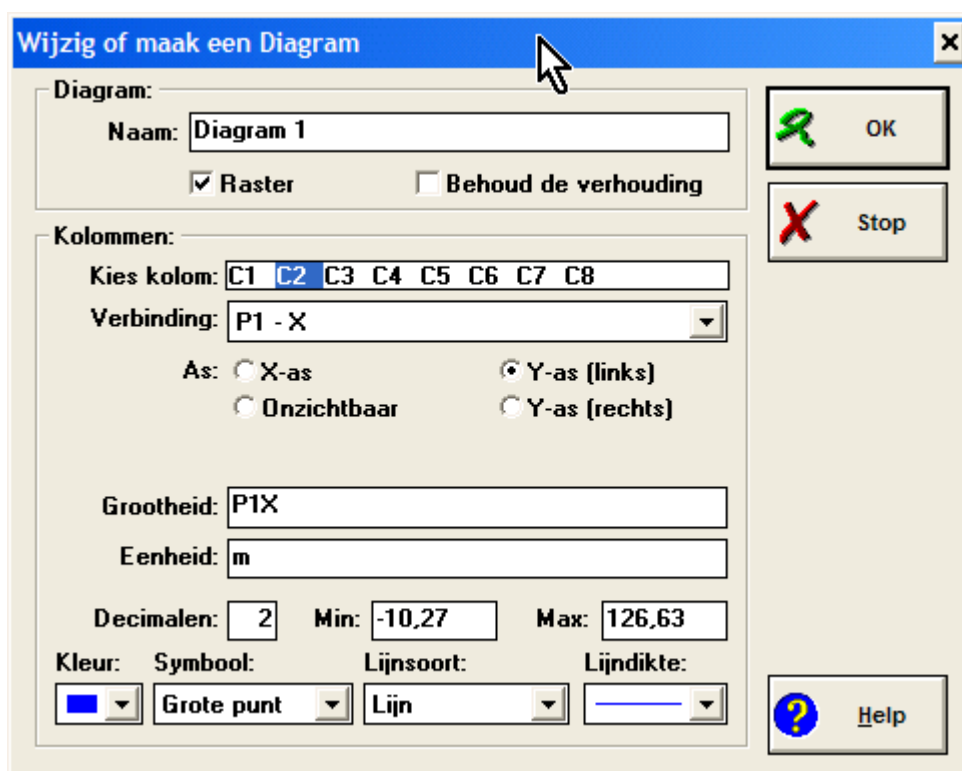 Wijzig of maak een Diagram
Diagram:
Naam: Diagram 1
Raster Behoud de verhouding
OK
Stop
Kolommen:
Kies kolom: C1 C2 C3 C4 C5 C6 C7 C8
Verbinding: P1 - X
As: X-as Y-as (links)
Onzichtbaar Y-as (rechts)
Grootheid: P1X
Eenheid: m
Decimalen: 2 Min: -10,27 Max: 126,63
Kleur: Symbool: Lijnsoort: Lijndikte:
Grote punt Lijn
Help